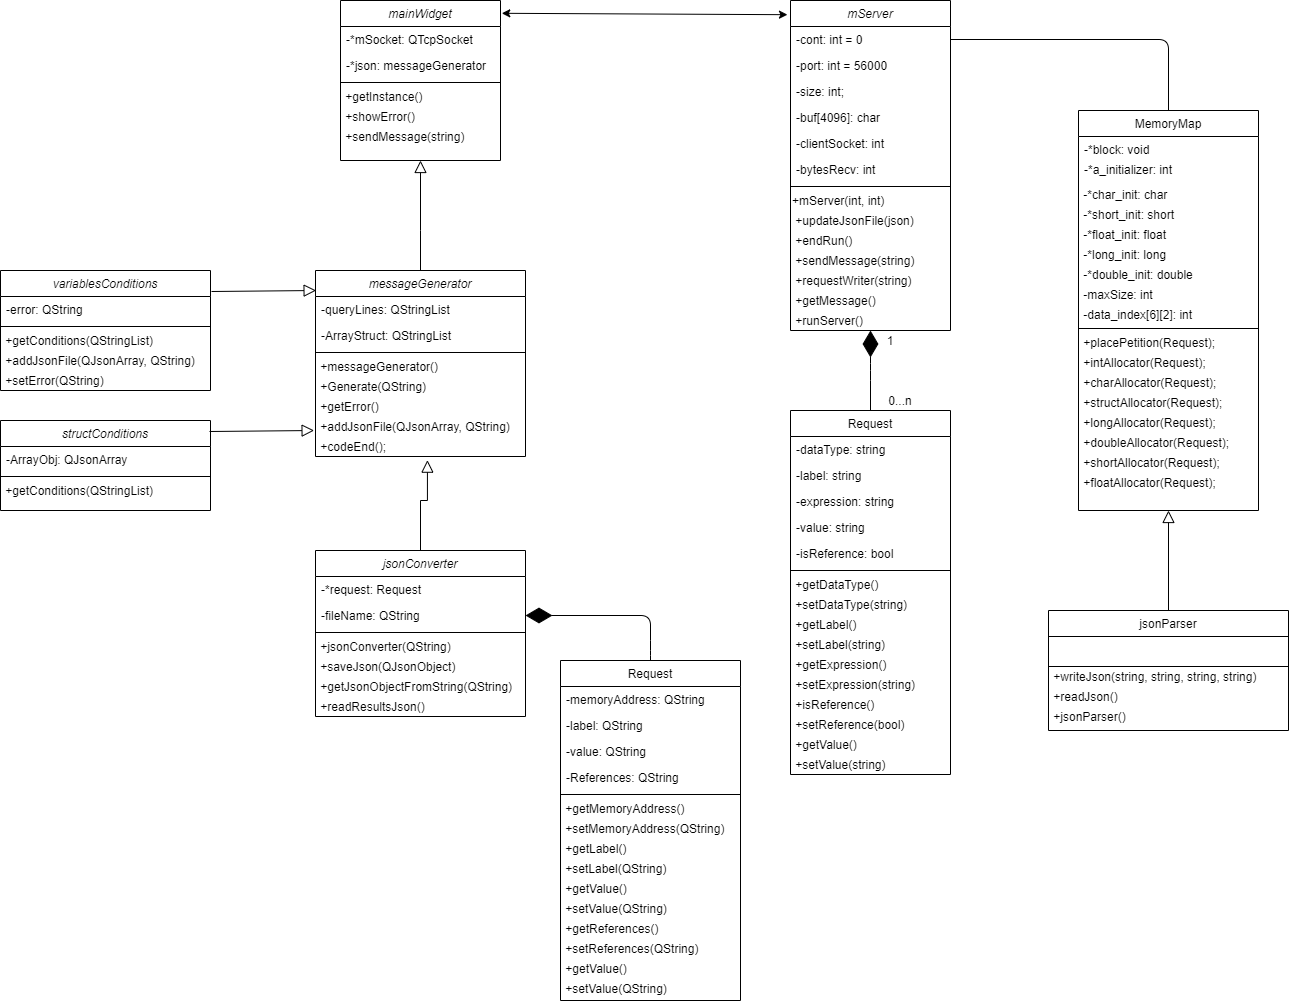 mainWidget
-*mSocket: QTcpSocket
-*json: messageGenerator
+getInstance()
+showError()
+sendMessage(string)
mServer
-cont: int = 0
-port: int = 56000
-size: int;
-buf[4096]: char
-clientSocket: int
-bytesRecv: int
+mServer(int, int)
+updateJsonFile(json)
+endRun()
+sendMessage(string)
+requestWriter(string)
+getMessage()
+runServer()
MemoryMap
-*block: void
-*a_initializer: int
-*char_init: char
-*short_init: short
-*float_init: float
-*long_init: long
-*double_init: double
-maxSize: int
-data_index[6][2]: int
+placePetition(Request);
+intAllocator(Request);
+charAllocator(Request);
+structAllocator(Request);
+longAllocator(Request);
+doubleAllocator(Request);
+shortAllocator(Request);
+floatAllocator(Request);
variablesConditions
-error: QString
+getConditions(QStringList)
+addJsonFile(QJsonArray, QString)
+setError(QString)
messageGenerator
-queryLines: QStringList
-ArrayStruct: QStringList
+messageGenerator()
+Generate(QString)
+getError()
+addJsonFile(QJsonArray, QString)
+codeEnd();
structConditions
-ArrayObj: QJsonArray
+getConditions(QStringList)
1
0...n
Request
-dataType: string
-label: string
-expression: string
-value: string
-isReference: bool
+getDataType()
+setDataType(string)
+getLabel()
+setLabel(string)
+getExpression()
+setExpression(string)
+isReference()
+setReference(bool)
+getValue()
+setValue(string)
jsonConverter
-*request: Request
-fileName: QString
+jsonConverter(QString)
+saveJson(QJsonObject)
+getJsonObjectFromString(QString)
+readResultsJson()
jsonParser
+writeJson(string, string, string, string)
+readJson()
+jsonParser()
Request
-memoryAddress: QString
-label: QString
-value: QString
-References: QString
+getMemoryAddress()
+setMemoryAddress(QString)
+getLabel()
+setLabel(QString)
+getValue()
+setValue(QString)
+getReferences()
+setReferences(QString)
+getValue()
+setValue(QString)